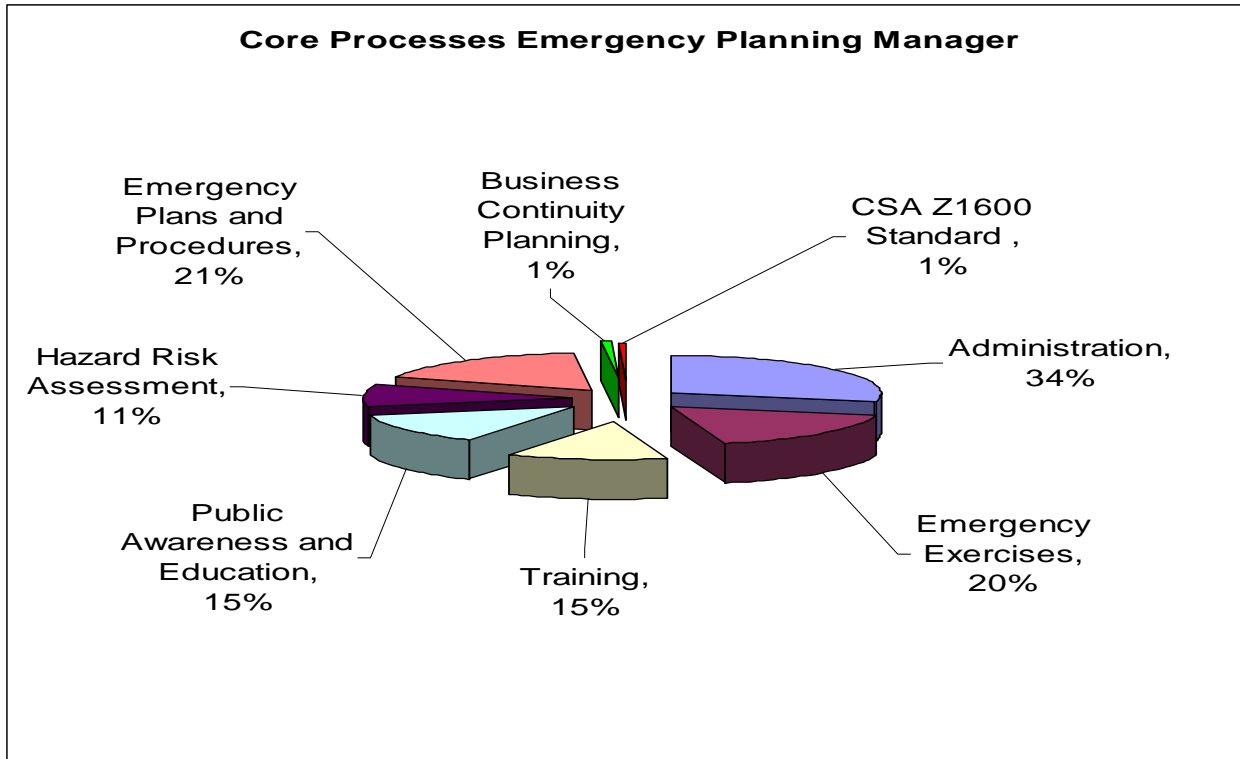 Core Processes Emergency Planning Manager
Emergency
Plans and
Procedures,
21%
Business
Continuity
Planning,
1%
CSA Z1600
Standard ,
1%
Hazard Risk
Assessment,
11%
Administration,
34%
Public
Awareness and
Education,
15%
Training,
15%
Emergency
Exercises,
20%